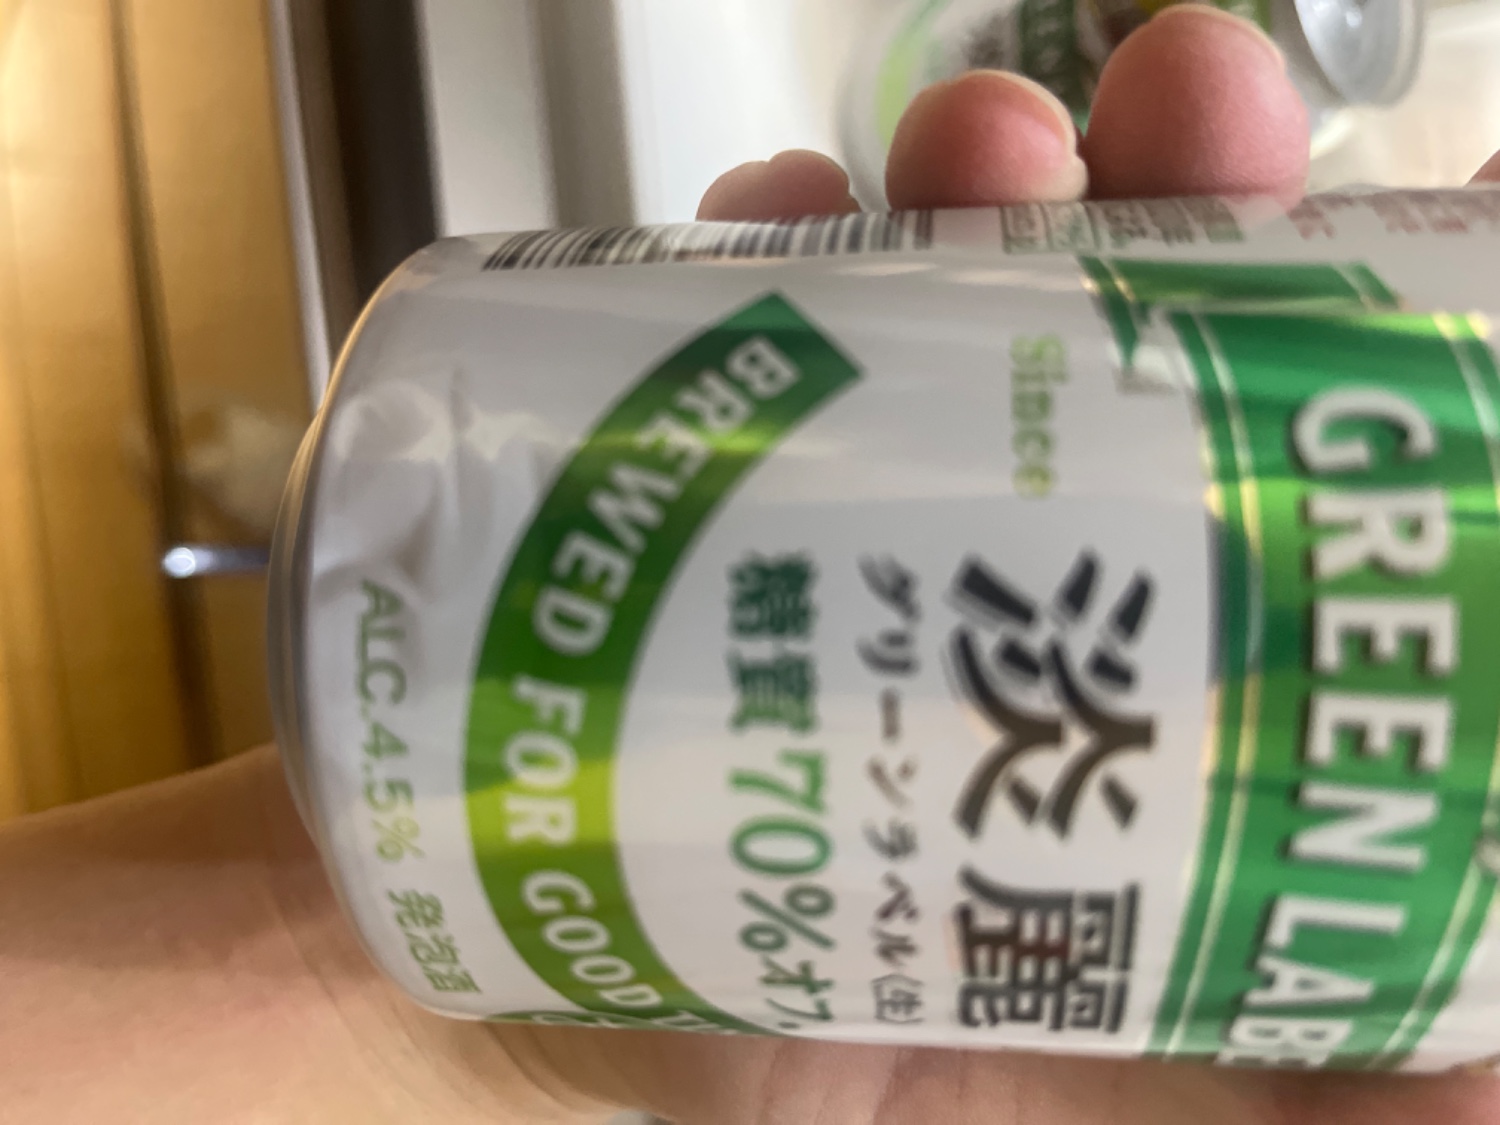 GREEN LABE
Since
淡麗
グリーンラベル(生)
糖質70%オフ
BREWED FOR GOOD
ALC.4.5% 発泡酒